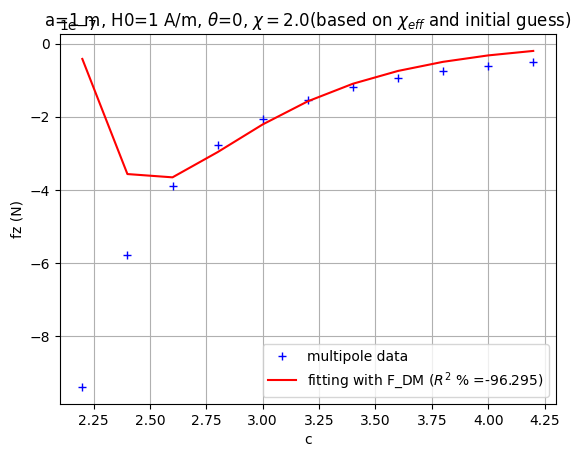 a=1 m, H0=1 A/m, θ=0, χ = 2.0(based on χ_eff and initial guess)
1e−7
0
−2
−4
−6
−8
fz (N)
multipole data
fitting with F_DM (R² % =-96.295)
2.25 2.50 2.75 3.00 3.25 3.50 3.75 4.00 4.25
c